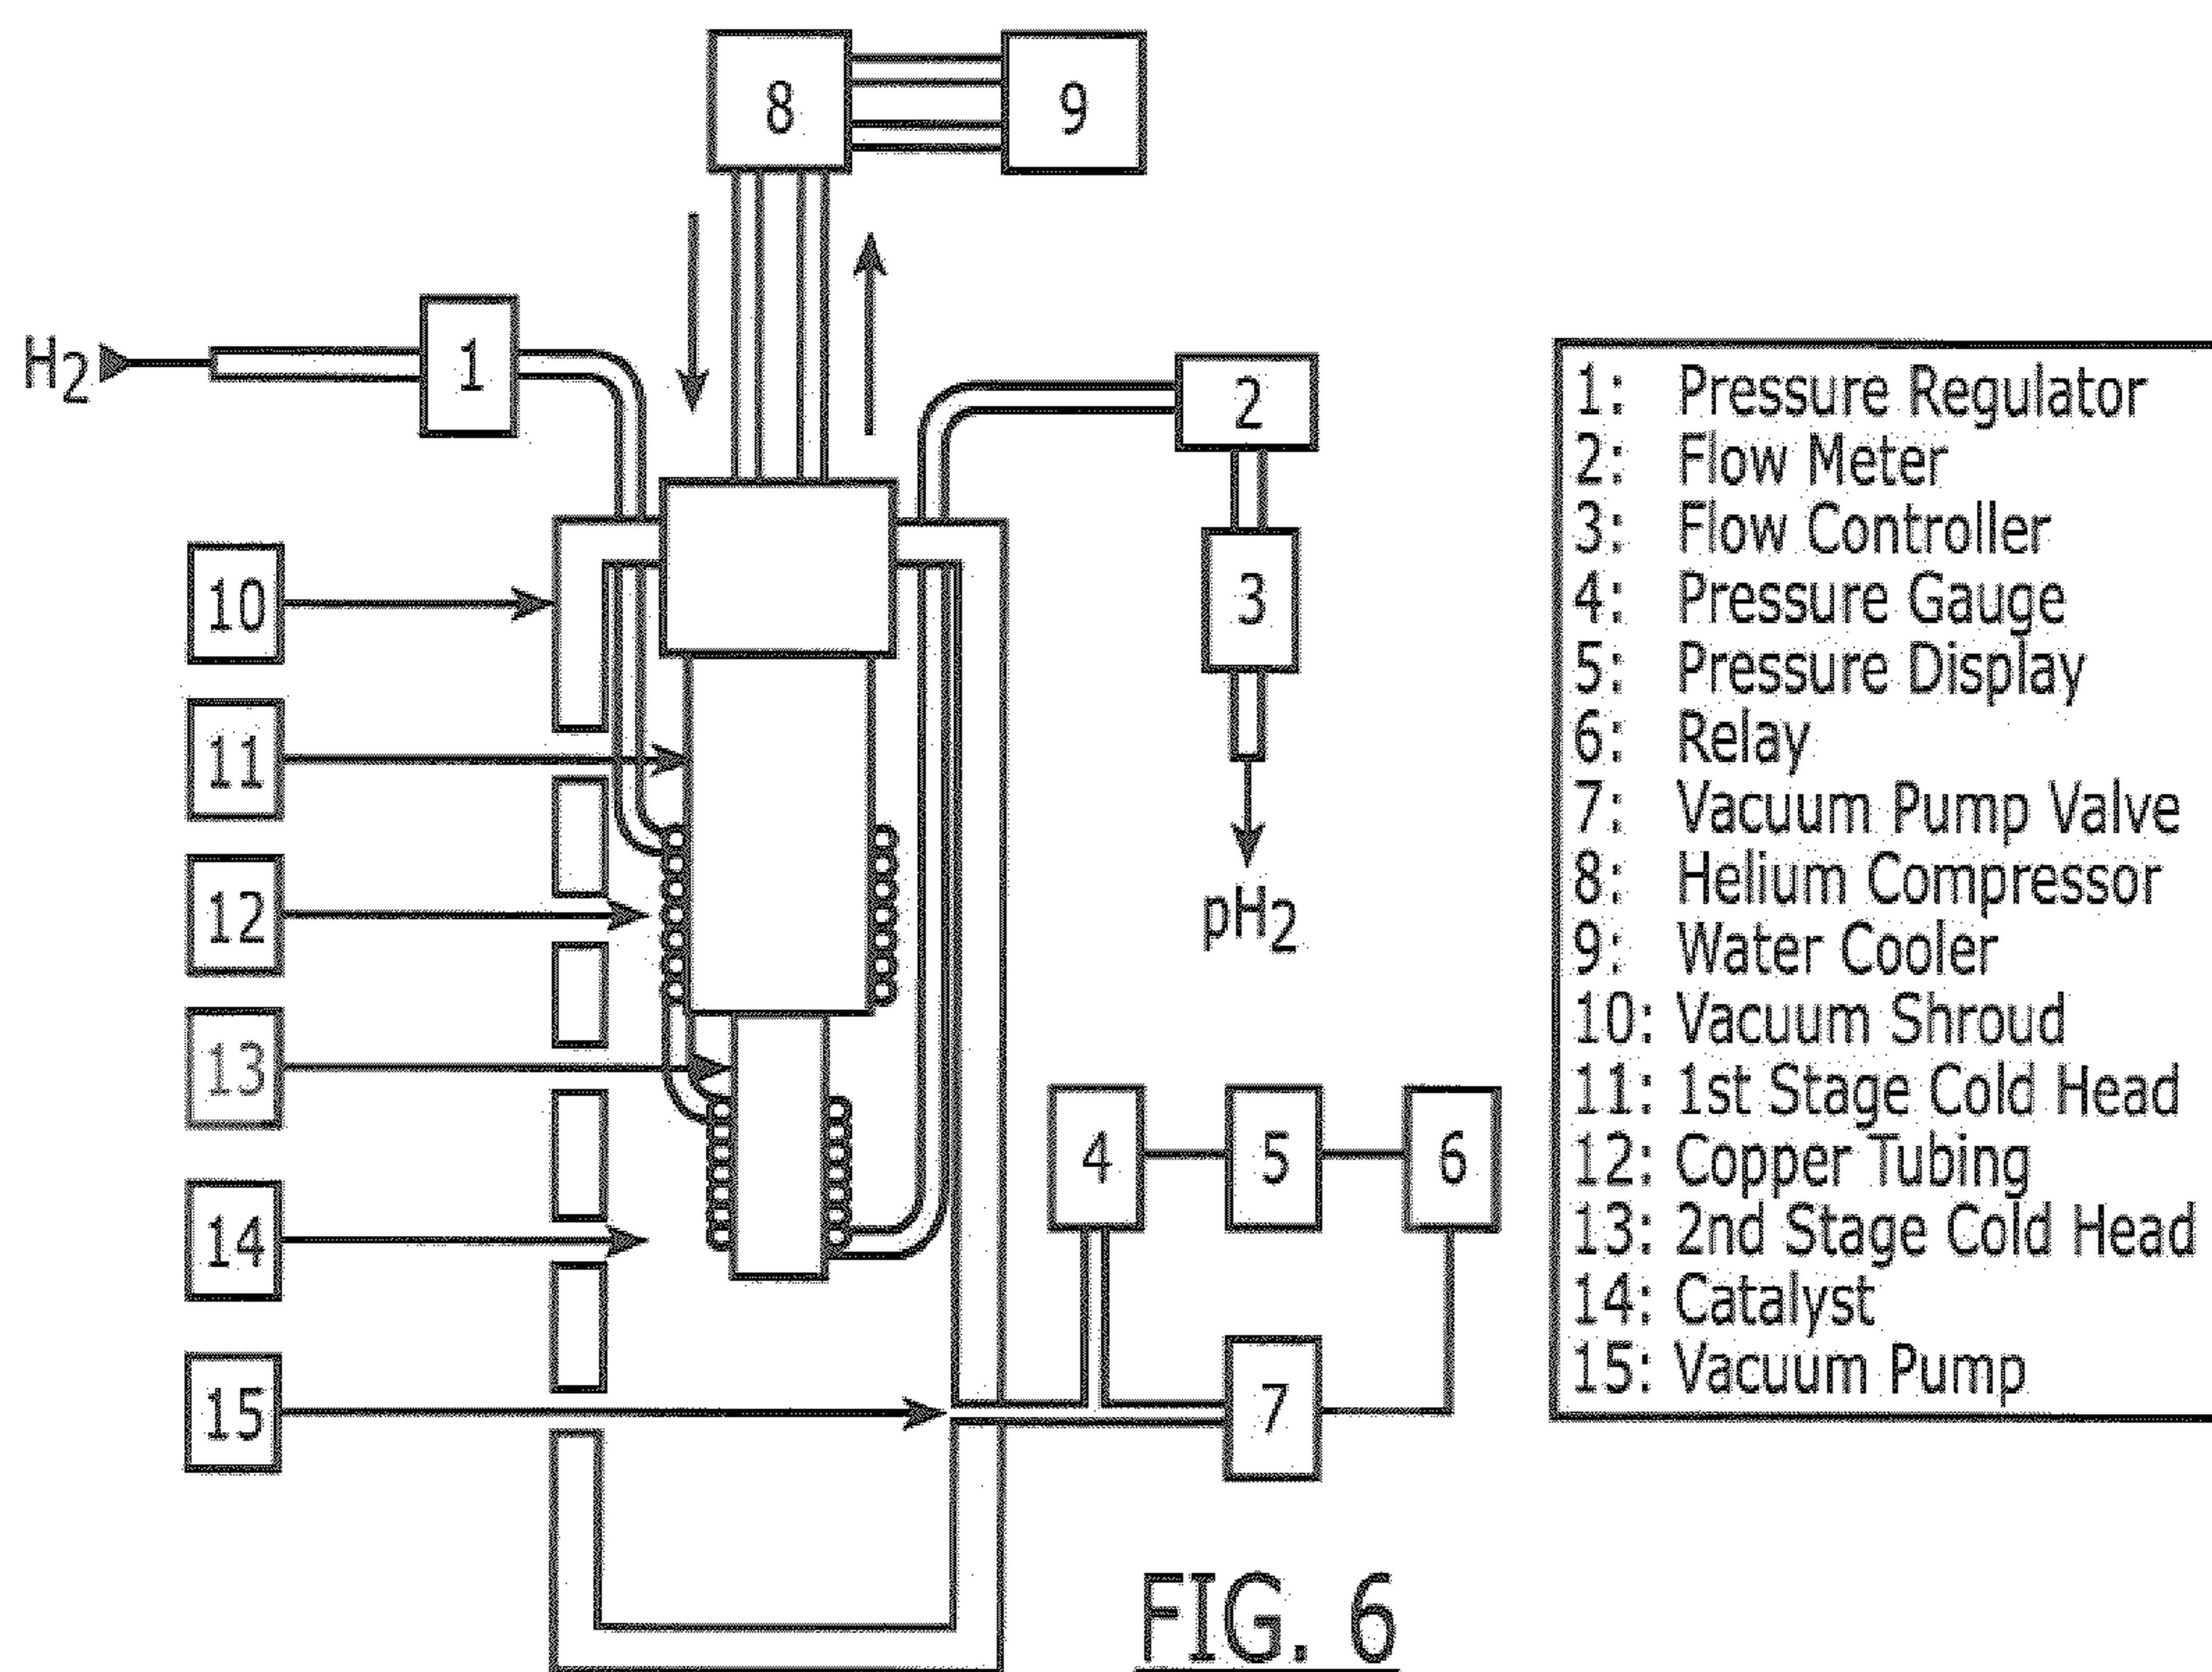 8
9
H2
1
2
10
3
11
12
pH2
13
4
5
6
14
15
7
FIG. 6
1: Pressure Regulator
2: Flow Meter
3: Flow Controller
4: Pressure Gauge
5: Pressure Display
6: Relay
7: Vacuum Pump Valve
8: Helium Compressor
9: Water Cooler
10: Vacuum Shroud
11: 1st Stage Cold Head
12: Copper Tubing
13: 2nd Stage Cold Head
14: Catalyst
15: Vacuum Pump